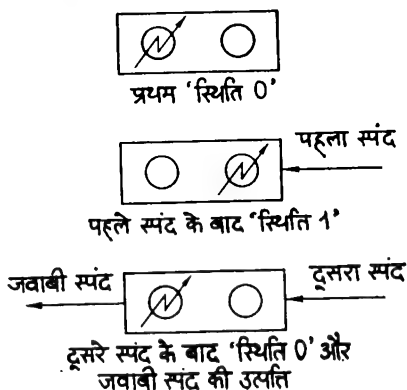 प्रथम ‘स्थिति 0’
पहला स्पंद
पहले स्पंद के बाद ‘स्थिति 1’
जवाबी स्पंद
दूसरा स्पंद
दूसरे स्पंद के बाद ‘स्थिति 0’ और
जवाबी स्पंद की उत्पत्ति